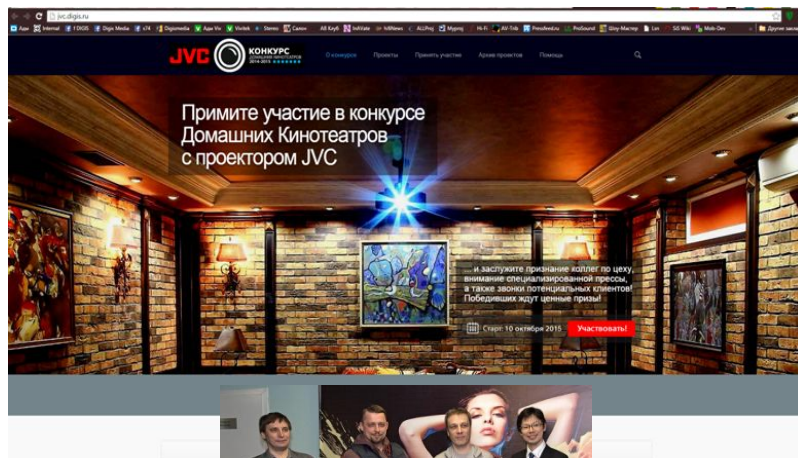 jvc.digis.ru
JVC
КОНКУРС
ДОМАШНИХ КИНОТЕАТРОВ
2014-2015
О конкурсе Проекты Принять участие Архив проектов Помощь
Примите участие в конкурсе
Домашних Кинотеатров
с проектором JVC
... и заслужите признание коллег по цеху,
внимание специализированной прессы,
а также звонки потенциальных клиентов!
Победивших ждут ценные призы!
Старт: 10 октября 2015 Участвовать!